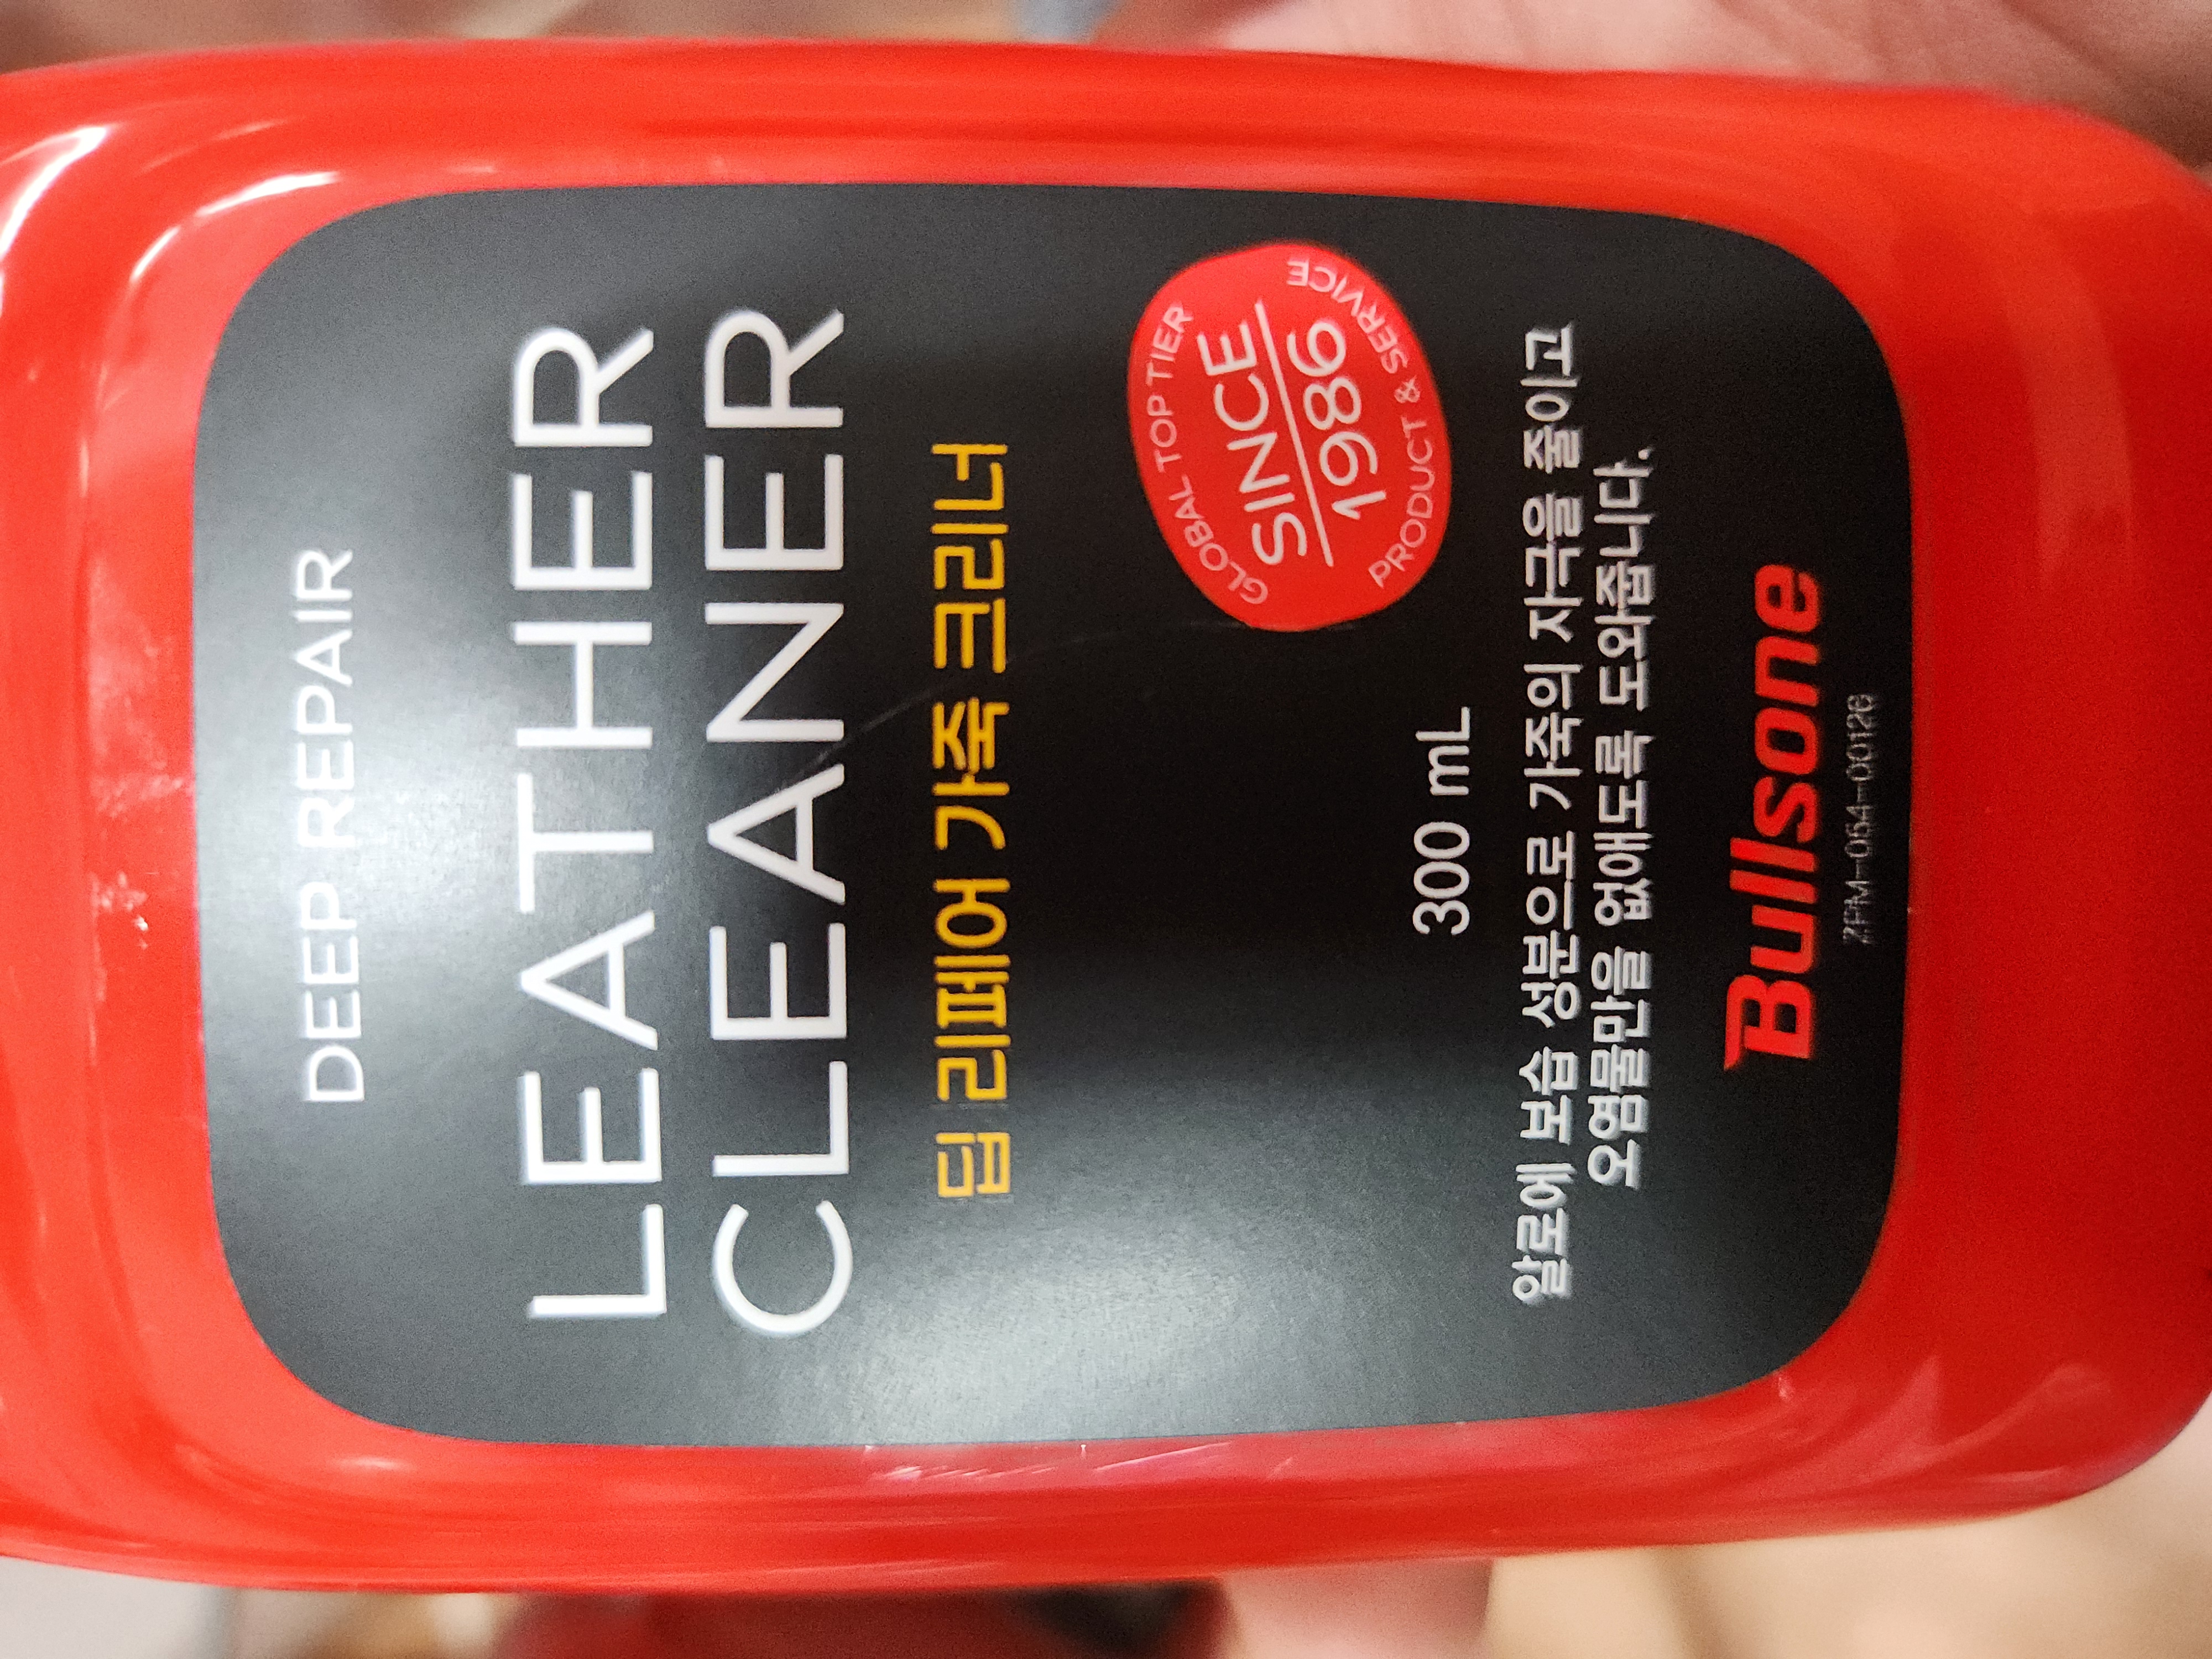 DEEP REPAIR
LEATHER
CLEANER
딥 리페어 가죽 크리너
GLOBAL TOP TIER
SINCE
1986
PRODUCT & SERVICE
300 mL
알로에 보습 성분으로 가죽의 자극을 줄이고
오염물만을 없애도록 도와줍니다.
Bullsone
ZPM-064-00126